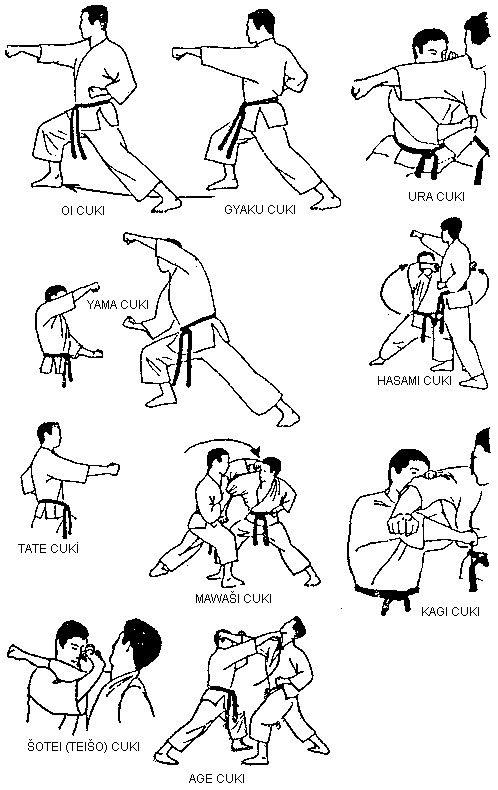 OI CUKI
GYAKU CUKI
URA CUKI
YAMA CUKI
HASAMI CUKI
TATE CUKI
MAWAŠI CUKI
KAGI CUKI
ŠOTEI (TEIŠO) CUKI
AGE CUKI